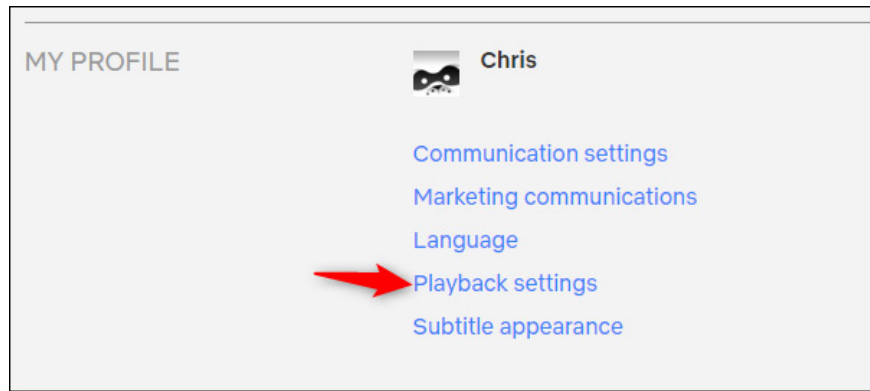 MY PROFILE
Chris
Communication settings
Marketing communications
Language
Playback settings
Subtitle appearance